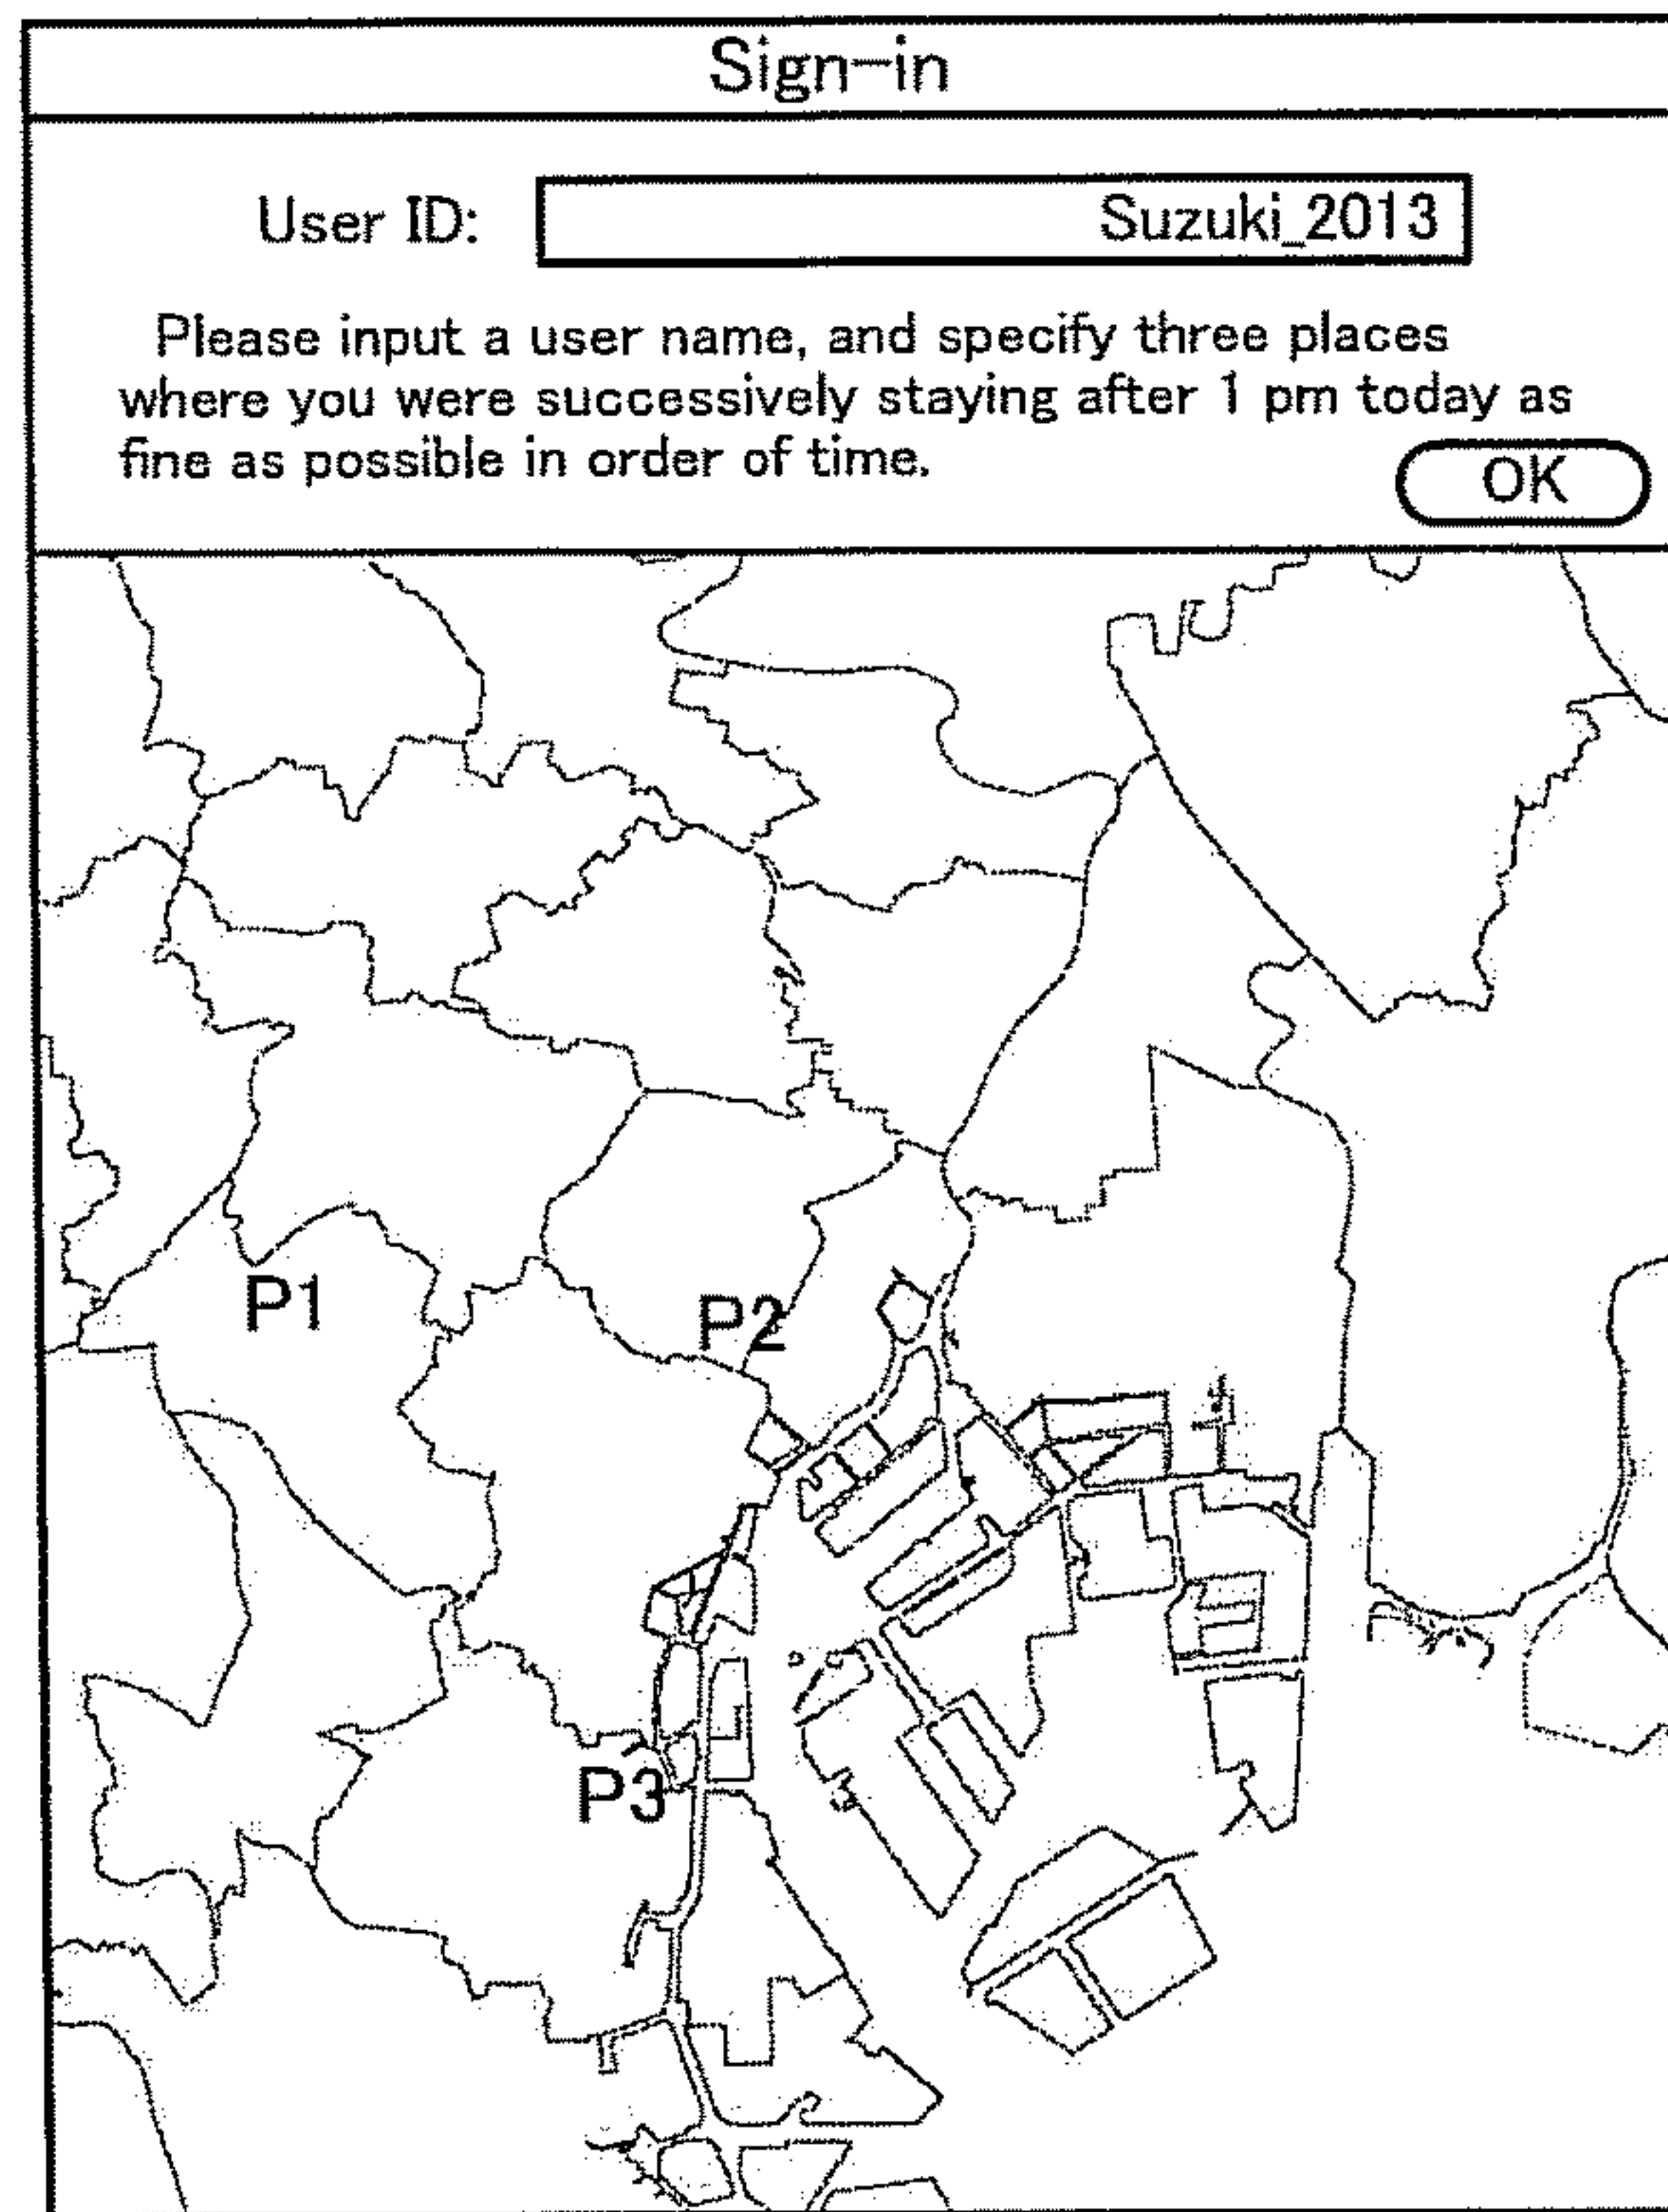 Sign-in
User ID: Suzuki_2013
Please input a user name, and specify three places
where you were successively staying after 1 pm today as
fine as possible in order of time.
OK
P1
P2
P3